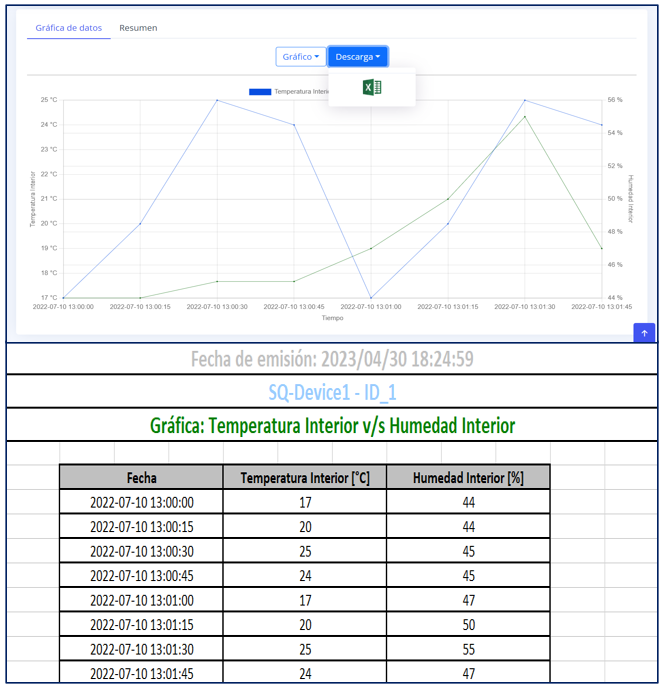 Gráfica de datos Resumen
Gráfico Descarga
Temperatura Interior
25 °C 56 %
24 °C 54 %
23 °C
22 °C 52 %
21 °C 50 %
20 °C 48 %
19 °C
18 °C 46 %
17 °C 44 %
Temperatura Interior
Humedad Interior
2022-07-10 13:00:00 2022-07-10 13:00:15 2022-07-10 13:00:30 2022-07-10 13:00:45 2022-07-10 13:01:00 2022-07-10 13:01:15 2022-07-10 13:01:30 2022-07-10 13:01:45
Tiempo
Fecha de emisión: 2023/04/30 18:24:59
SQ-Device1 - ID_1
Gráfica: Temperatura Interior v/s Humedad Interior
Fecha Temperatura Interior [°C] Humedad Interior [%]
2022-07-10 13:00:00 17 44
2022-07-10 13:00:15 20 44
2022-07-10 13:00:30 25 45
2022-07-10 13:00:45 24 45
2022-07-10 13:01:00 17 47
2022-07-10 13:01:15 20 50
2022-07-10 13:01:30 25 55
2022-07-10 13:01:45 24 47